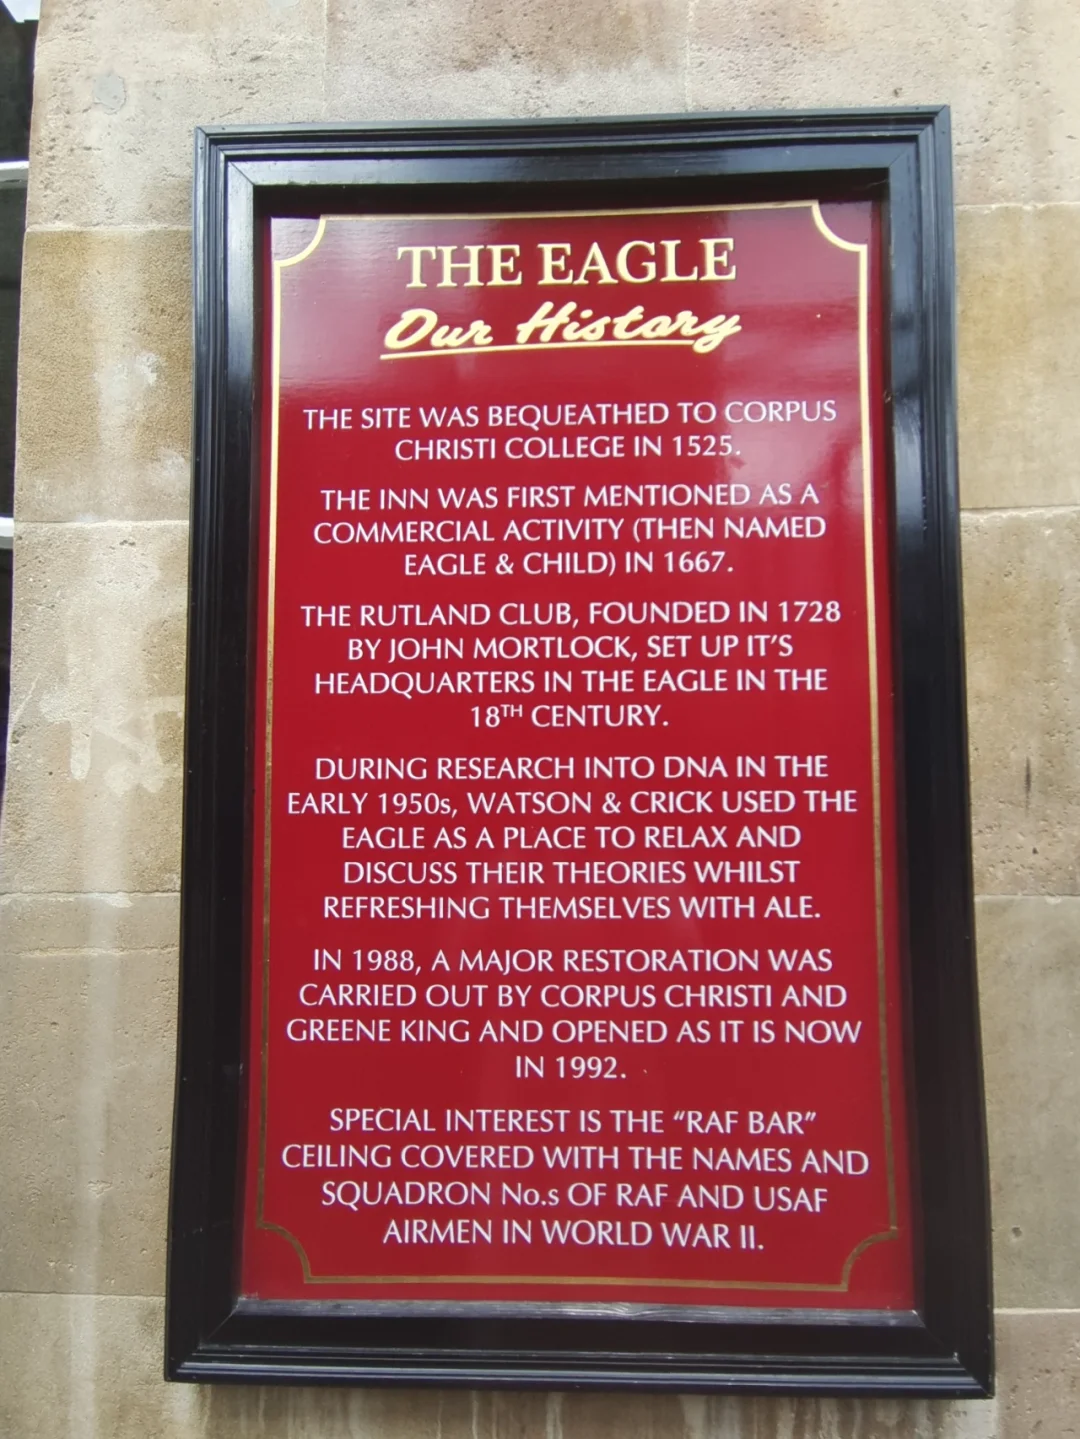 THE EAGLE
Our History
THE SITE WAS BEQUEATHED TO CORPUS
CHRISTI COLLEGE IN 1525.
THE INN WAS FIRST MENTIONED AS A
COMMERCIAL ACTIVITY (THEN NAMED
EAGLE & CHILD) IN 1667.
THE RUTLAND CLUB, FOUNDED IN 1728
BY JOHN MORTLOCK, SET UP IT'S
HEADQUARTERS IN THE EAGLE IN THE
18TH CENTURY.
DURING RESEARCH INTO DNA IN THE
EARLY 1950s, WATSON & CRICK USED THE
EAGLE AS A PLACE TO RELAX AND
DISCUSS THEIR THEORIES WHILST
REFRESHING THEMSELVES WITH ALE.
IN 1988, A MAJOR RESTORATION WAS
CARRIED OUT BY CORPUS CHRISTI AND
GREENE KING AND OPENED AS IT IS NOW
IN 1992.
SPECIAL INTEREST IS THE “RAF BAR”
CEILING COVERED WITH THE NAMES AND
SQUADRON No.s OF RAF AND USAF
AIRMEN IN WORLD WAR II.